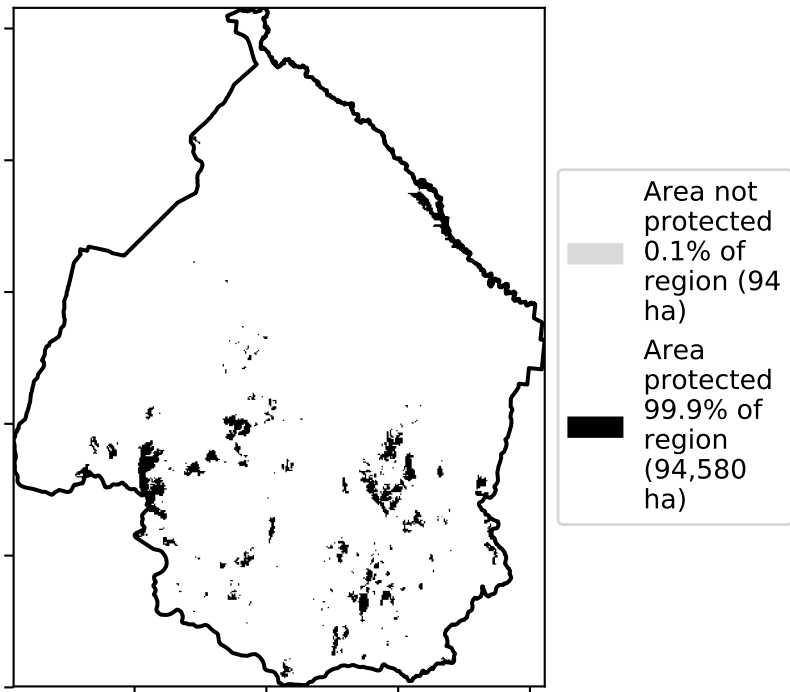 Area not
protected
0.1% of
region (94
ha)
Area
protected
99.9% of
region
(94,580
ha)